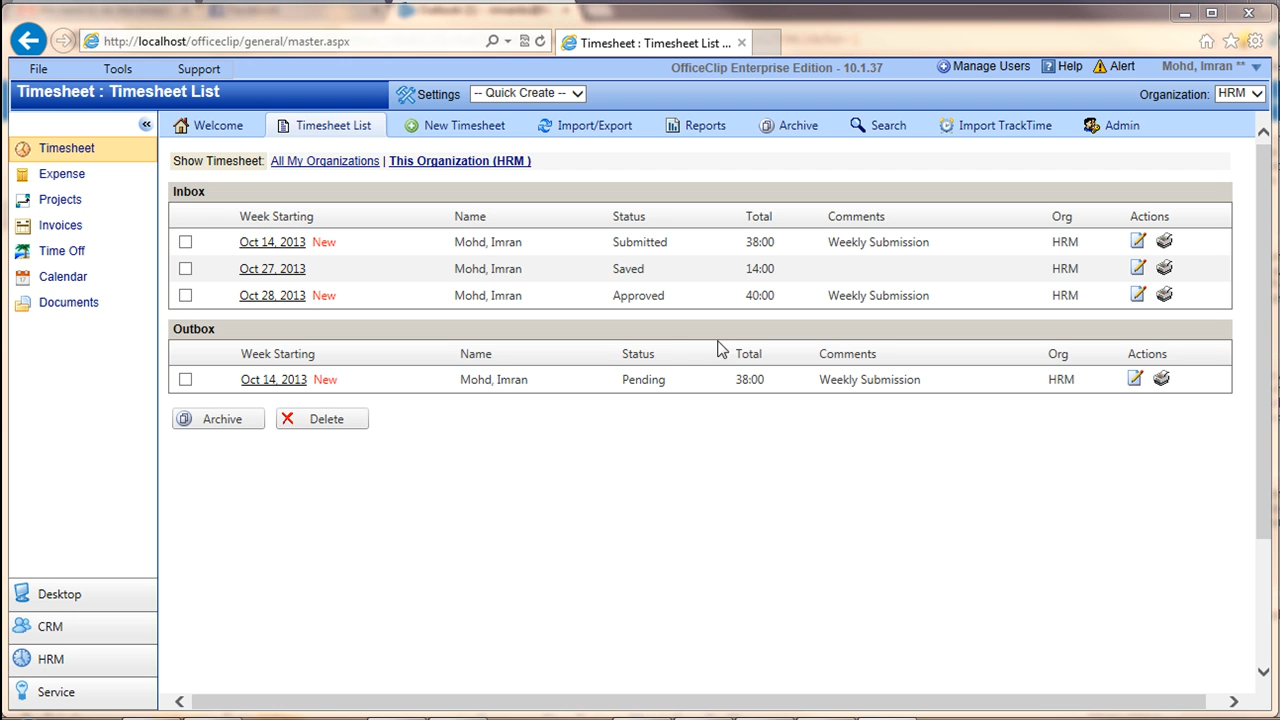 http://localhost/officeclip/general/master.aspx
Timesheet : Timesheet List ...
File Tools Support
OfficeClip Enterprise Edition - 10.1.37
Manage Users Help Alert Mohd, Imran **
Timesheet : Timesheet List
Settings -- Quick Create --
Organization: HRM
Welcome Timesheet List New Timesheet Import/Export Reports Archive Search Import TrackTime Admin
Timesheet
Expense
Projects
Invoices
Time Off
Calendar
Documents
Show Timesheet: All My Organizations | This Organization (HRM )
Inbox
Week Starting Name Status Total Comments Org Actions
Oct 14, 2013 New Mohd, Imran Submitted 38:00 Weekly Submission HRM
Oct 27, 2013 Mohd, Imran Saved 14:00 HRM
Oct 28, 2013 New Mohd, Imran Approved 40:00 Weekly Submission HRM
Outbox
Week Starting Name Status Total Comments Org Actions
Oct 14, 2013 New Mohd, Imran Pending 38:00 Weekly Submission HRM
Archive Delete
Desktop
CRM
HRM
Service